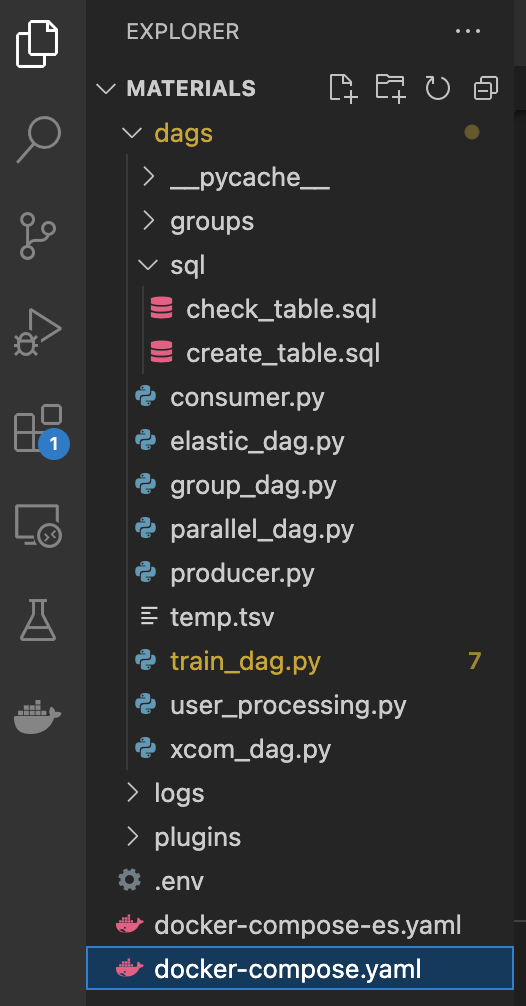 EXPLORER
MATERIALS
dags
__pycache__
groups
sql
check_table.sql
create_table.sql
consumer.py
elastic_dag.py
1
group_dag.py
parallel_dag.py
producer.py
temp.tsv
train_dag.py 7
user_processing.py
xcom_dag.py
logs
plugins
.env
docker-compose-es.yaml
docker-compose.yaml